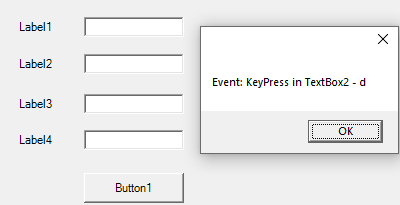 Label1
Label2
Label3
Label4
Button1
Event: KeyPress in TextBox2 - d
OK